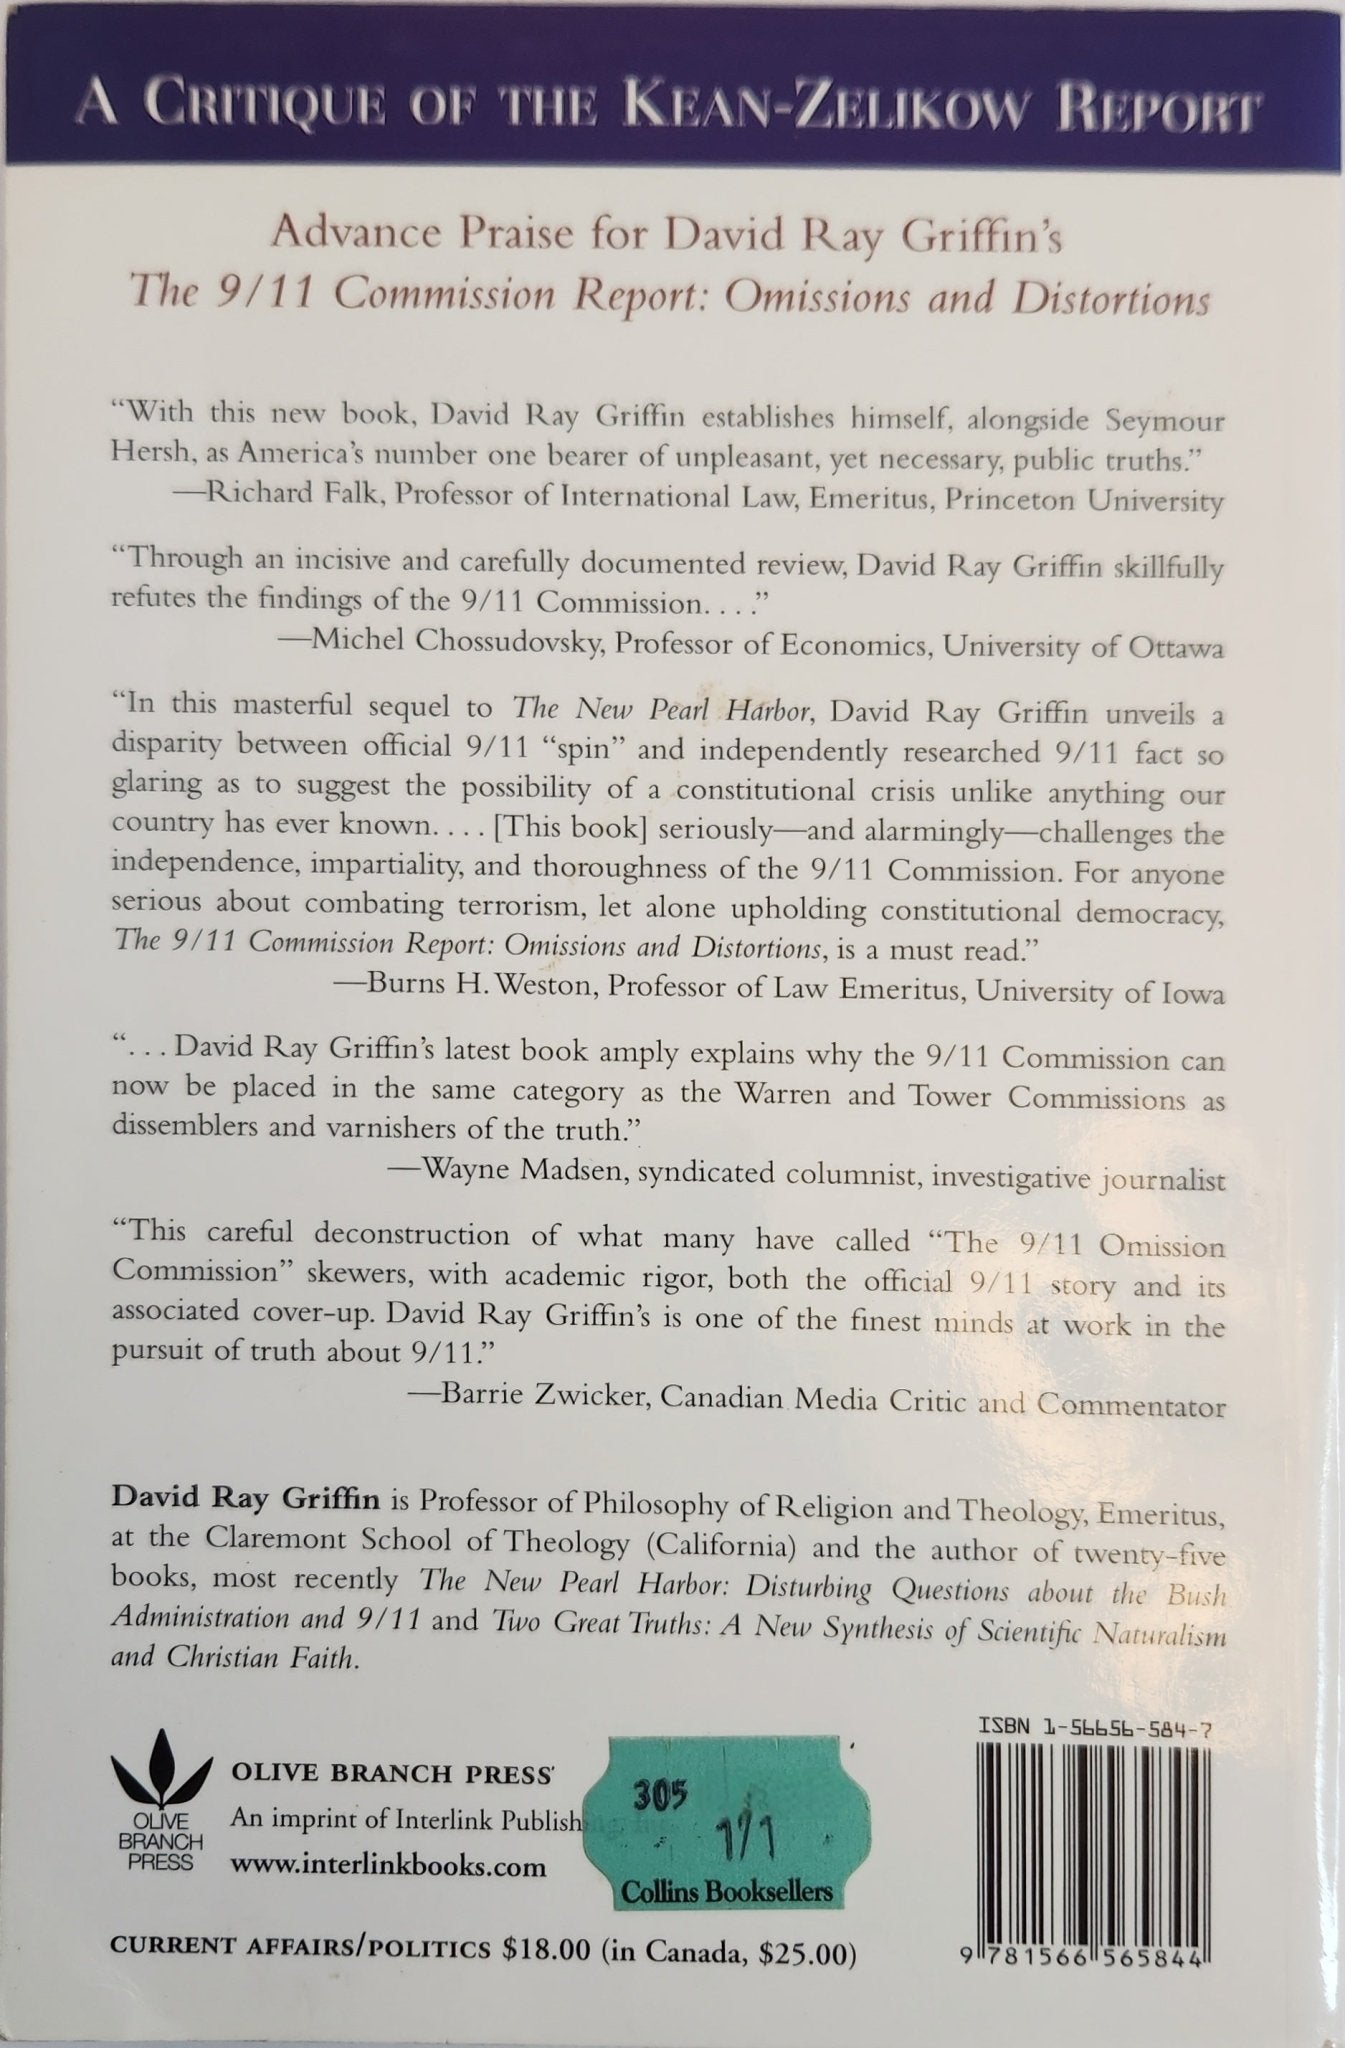 A CRITIQUE OF THE KEAN-ZELIKOW REPORT
Advance Praise for David Ray Griffin's
The 9/11 Commission Report: Omissions and Distortions
“With this new book, David Ray Griffin establishes himself, alongside Seymour
Hersh, as America's number one bearer of unpleasant, yet necessary, public truths.”
—Richard Falk, Professor of International Law, Emeritus, Princeton University
“Through an incisive and carefully documented review, David Ray Griffin skillfully
refutes the findings of the 9/11 Commission. . . .”
—Michel Chossudovsky, Professor of Economics, University of Ottawa
“In this masterful sequel to The New Pearl Harbor, David Ray Griffin unveils a
disparity between official 9/11 “spin” and independently researched 9/11 fact so
glaring as to suggest the possibility of a constitutional crisis unlike anything our
country has ever known. . . . [This book] seriously—and alarmingly—challenges the
independence, impartiality, and thoroughness of the 9/11 Commission. For anyone
serious about combating terrorism, let alone upholding constitutional democracy,
The 9/11 Commission Report: Omissions and Distortions, is a must read.”
—Burns H. Weston, Professor of Law Emeritus, University of Iowa
“. . . David Ray Griffin's latest book amply explains why the 9/11 Commission can
now be placed in the same category as the Warren and Tower Commissions as
dissemblers and varnishers of the truth.”
—Wayne Madsen, syndicated columnist, investigative journalist
“This careful deconstruction of what many have called “The 9/11 Omission
Commission” skewers, with academic rigor, both the official 9/11 story and its
associated cover-up. David Ray Griffin's is one of the finest minds at work in the
pursuit of truth about 9/11.”
—Barrie Zwicker, Canadian Media Critic and Commentator
David Ray Griffin is Professor of Philosophy of Religion and Theology, Emeritus,
at the Claremont School of Theology (California) and the author of twenty-five
books, most recently The New Pearl Harbor: Disturbing Questions about the Bush
Administration and 9/11 and Two Great Truths: A New Synthesis of Scientific Naturalism
and Christian Faith.
OLIVE
BRANCH
PRESS
OLIVE BRANCH PRESS
An imprint of Interlink Publishing, Inc.
www.interlinkbooks.com
305
1/1
Collins Booksellers
CURRENT AFFAIRS/POLITICS $18.00 (in Canada, $25.00)
ISBN 1-56656-584-7
9 781566 565844